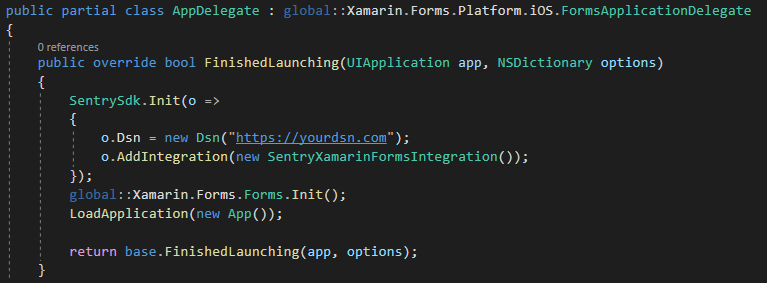 public partial class AppDelegate : global::Xamarin.Forms.Platform.iOS.FormsApplicationDelegate
{
0 references
public override bool FinishedLaunching(UIApplication app, NSDictionary options)
{
SentrySdk.Init(o =>
{
o.Dsn = new Dsn("https://yourdsn.com");
o.AddIntegration(new SentryXamarinFormsIntegration());
});
global::Xamarin.Forms.Forms.Init();
LoadApplication(new App());
return base.FinishedLaunching(app, options);
}